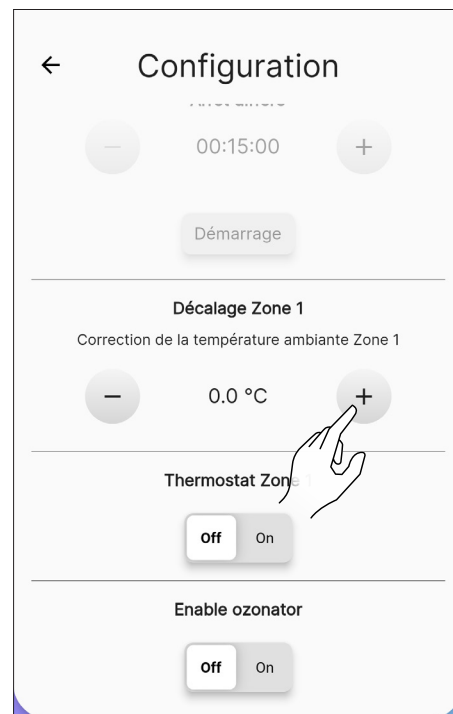 Configuration
00:15:00
Démarrage
Décalage Zone 1
Correction de la température ambiante Zone 1
0.0 °C
Thermostat Zone 1
Off On
Enable ozonator
Off On